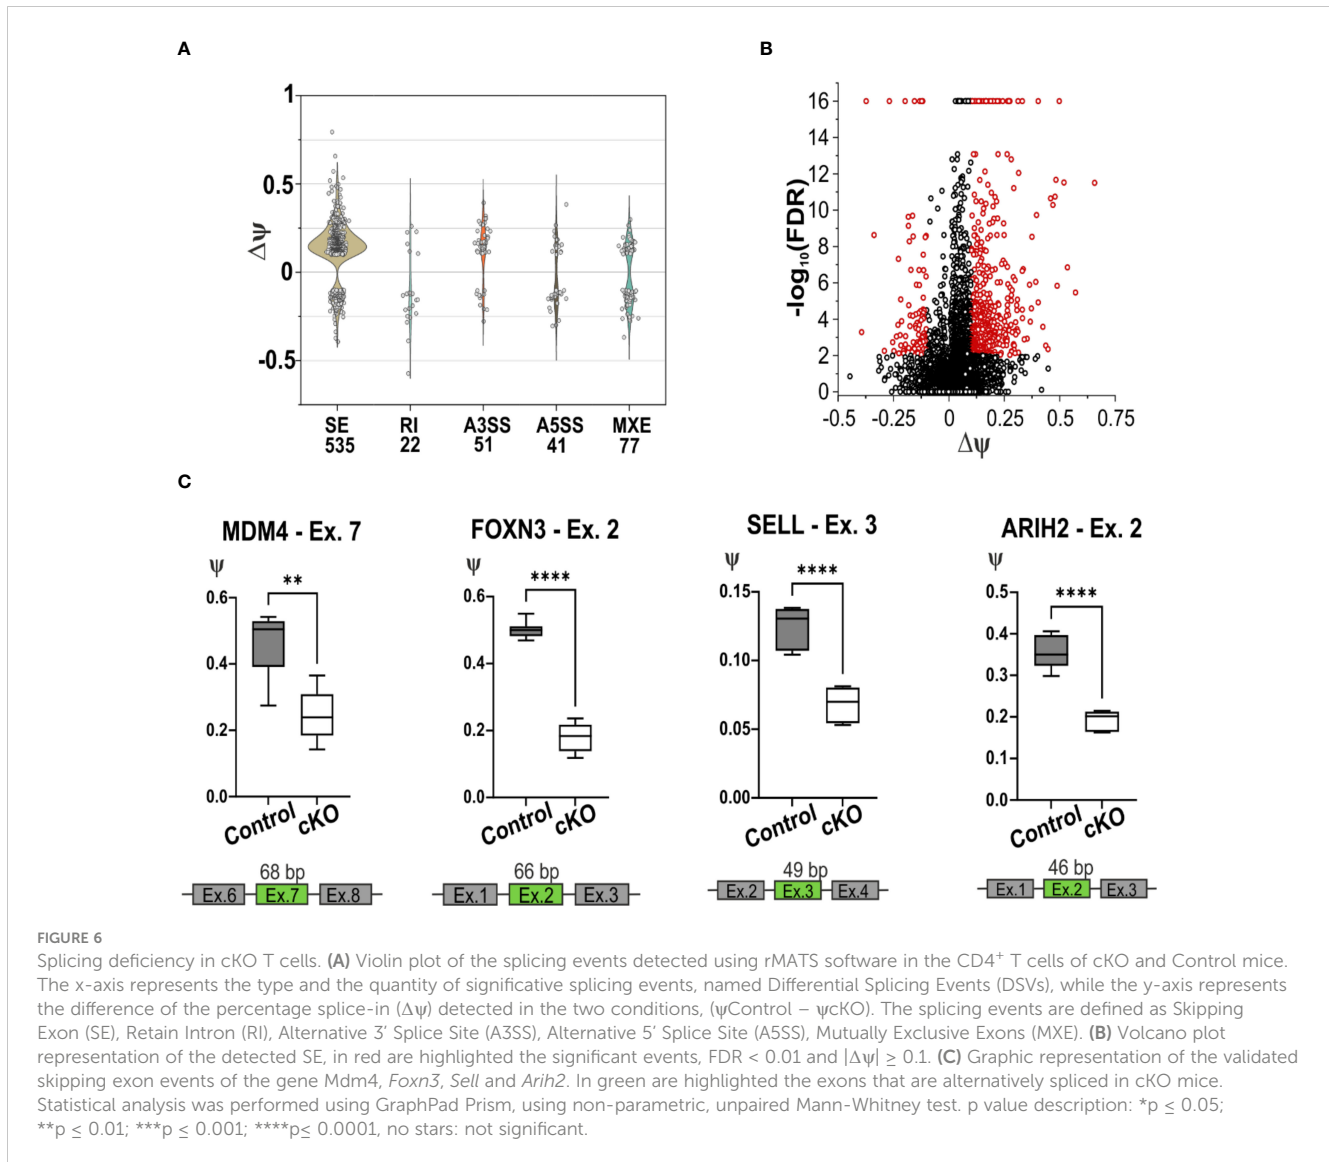 A
B
1
0.5
0
-0.5
Δψ
SE RI A3SS A5SS MXE
535 22 51 41 77
16
14
12
10
8
6
4
2
0
-log₁₀(FDR)
-0.5 -0.25 0 0.25 0.5 0.75
Δψ
C
MDM4 - Ex. 7
ψ
**
0.6
0.4
0.2
0.0
Control cKO
68 bp
Ex.6 Ex.7 Ex.8
FOXN3 - Ex. 2
ψ
****
0.6
0.4
0.2
0.0
Control cKO
66 bp
Ex.1 Ex.2 Ex.3
SELL - Ex. 3
ψ
****
0.15
0.10
0.05
0.00
Control cKO
49 bp
Ex.2 Ex.3 Ex.4
ARIH2 - Ex. 2
ψ
****
0.5
0.4
0.3
0.2
0.1
0.0
Control cKO
46 bp
Ex.1 Ex.2 Ex.3
FIGURE 6
Splicing deficiency in cKO T cells. (A) Violin plot of the splicing events detected using rMATS software in the CD4⁺ T cells of cKO and Control mice.
The x-axis represents the type and the quantity of significative splicing events, named Differential Splicing Events (DSVs), while the y-axis represents
the difference of the percentage splice-in (Δψ) detected in the two conditions, (ψControl – ψcKO). The splicing events are defined as Skipping
Exon (SE), Retain Intron (RI), Alternative 3′ Splice Site (A3SS), Alternative 5′ Splice Site (A5SS), Mutually Exclusive Exons (MXE). (B) Volcano plot
representation of the detected SE, in red are highlighted the significant events, FDR < 0.01 and |Δψ| ≥ 0.1. (C) Graphic representation of the validated
skipping exon events of the gene Mdm4, Foxn3, Sell and Arih2. In green are highlighted the exons that are alternatively spliced in cKO mice.
Statistical analysis was performed using GraphPad Prism, using non-parametric, unpaired Mann-Whitney test. p value description: *p ≤ 0.05;
**p ≤ 0.01; ***p ≤ 0.001; ****p≤ 0.0001, no stars: not significant.